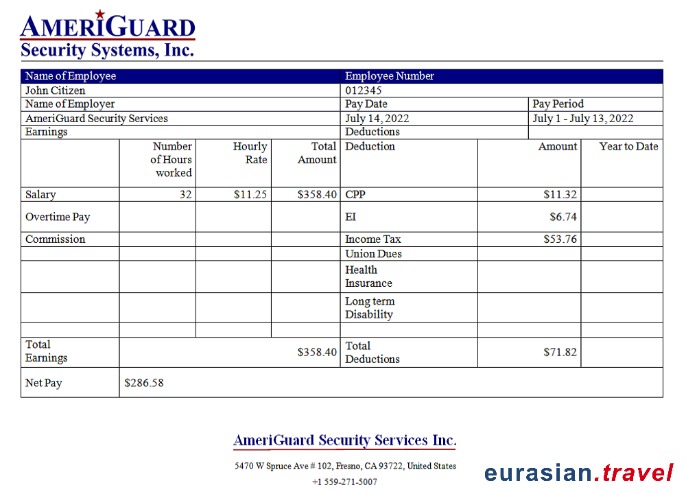 AMERIGUARD
Security Systems, Inc.
Name of Employee Employee Number
John Citizen 012345
Name of Employer Pay Date Pay Period
AmeriGuard Security Services July 14, 2022 July 1 - July 13, 2022
Earnings Deductions
Number of Hours worked Hourly Rate Total Amount Deduction Amount Year to Date
Salary 32 $11.25 $358.40 CPP $11.32
Overtime Pay EI $6.74
Commission Income Tax $53.76
Union Dues
Health Insurance
Long term Disability
Total Earnings $358.40 Total Deductions $71.82
Net Pay $286.58
AmeriGuard Security Services Inc.
5470 W Spruce Ave # 102, Fresno, CA 93722, United States
+1 559-271-5007
eurasian.travel